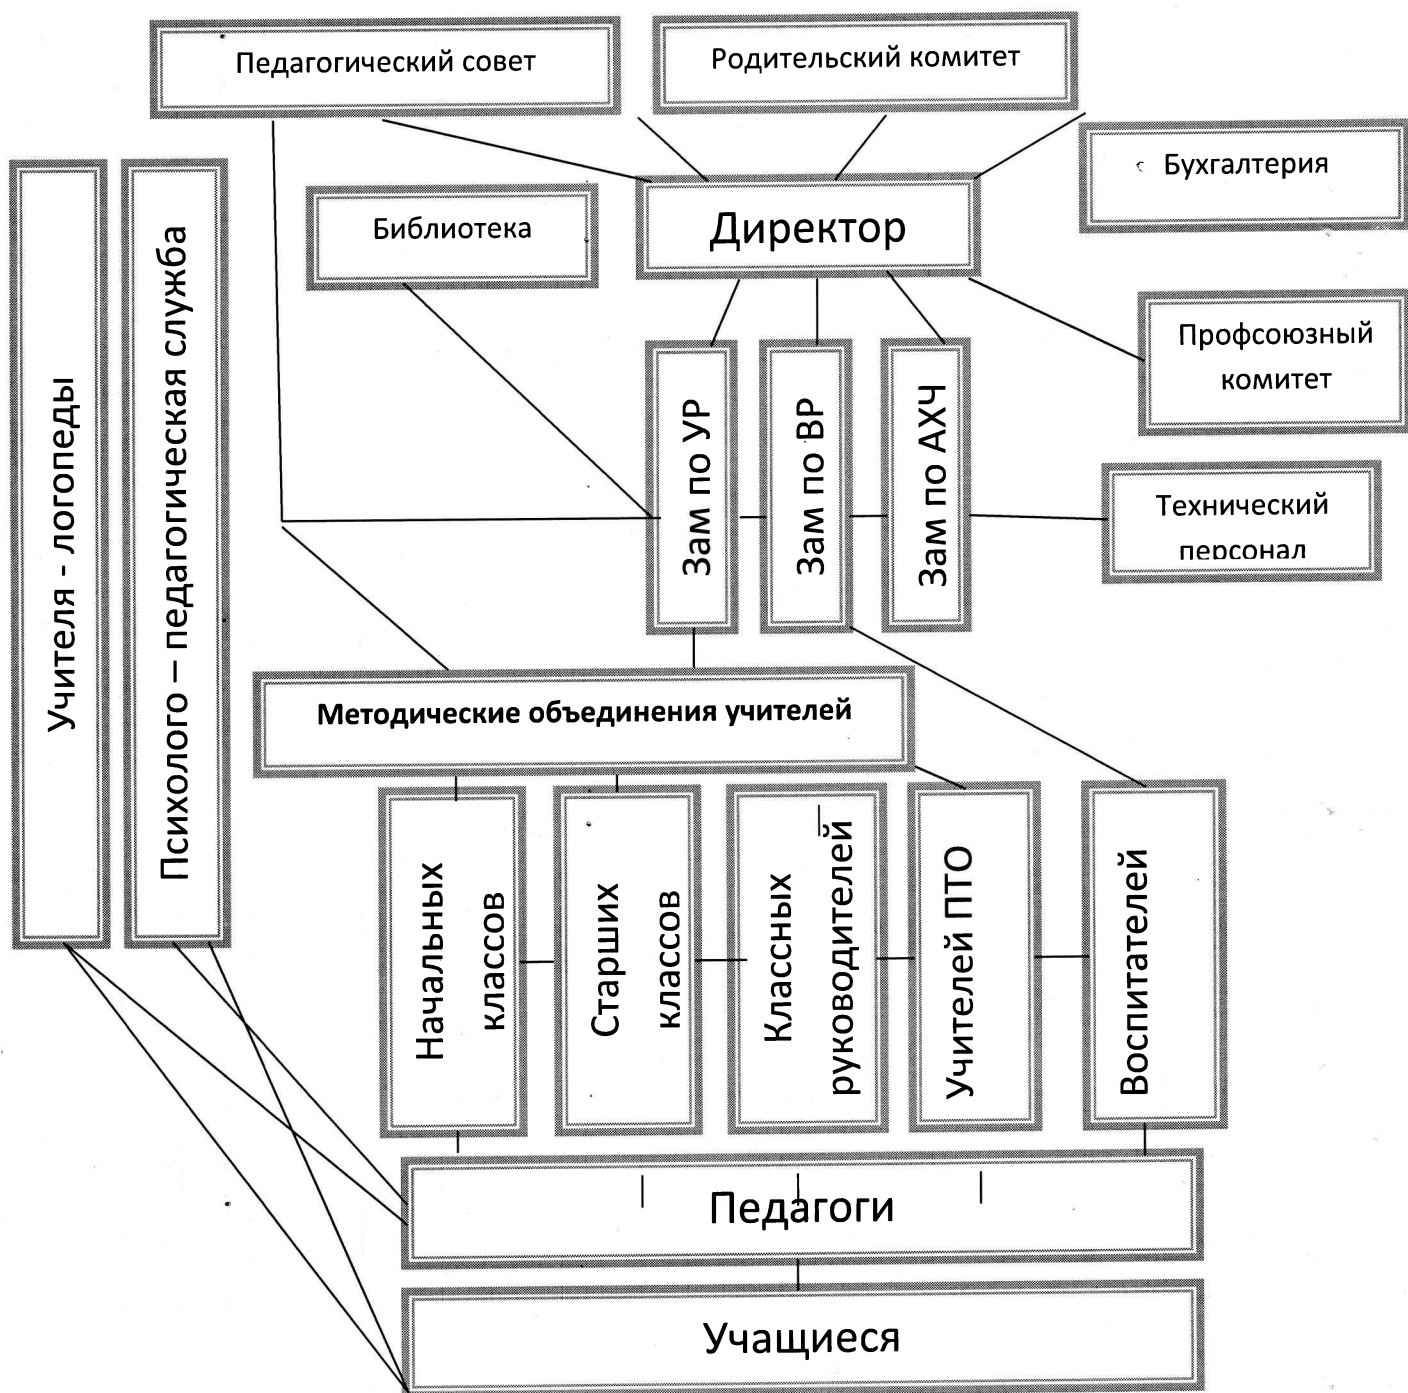 Педагогический совет
Родительский комитет
Бухгалтерия
Библиотека
Директор
Профсоюзный
комитет
Учителя - логопеды
Психолого – педагогическая служба
Зам по УР
Зам по ВР
Зам по АХЧ
Технический
персонал
Методические объединения учителей
Начальных
классов
Старших
классов
Классных
руководителей
Учителей ПТО
Воспитателей
Педагоги
Учащиеся